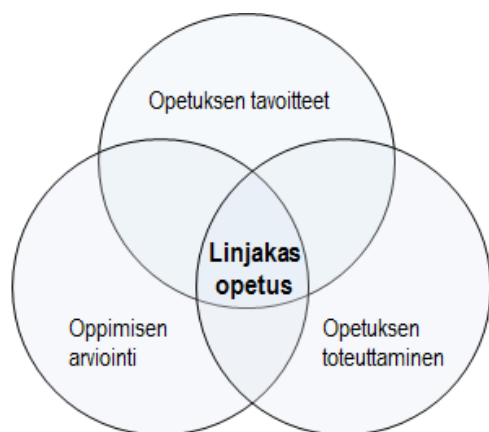 Opetuksen tavoitteet
Linjakas
opetus
Oppimisen
arviointi
Opetuksen
toteuttaminen